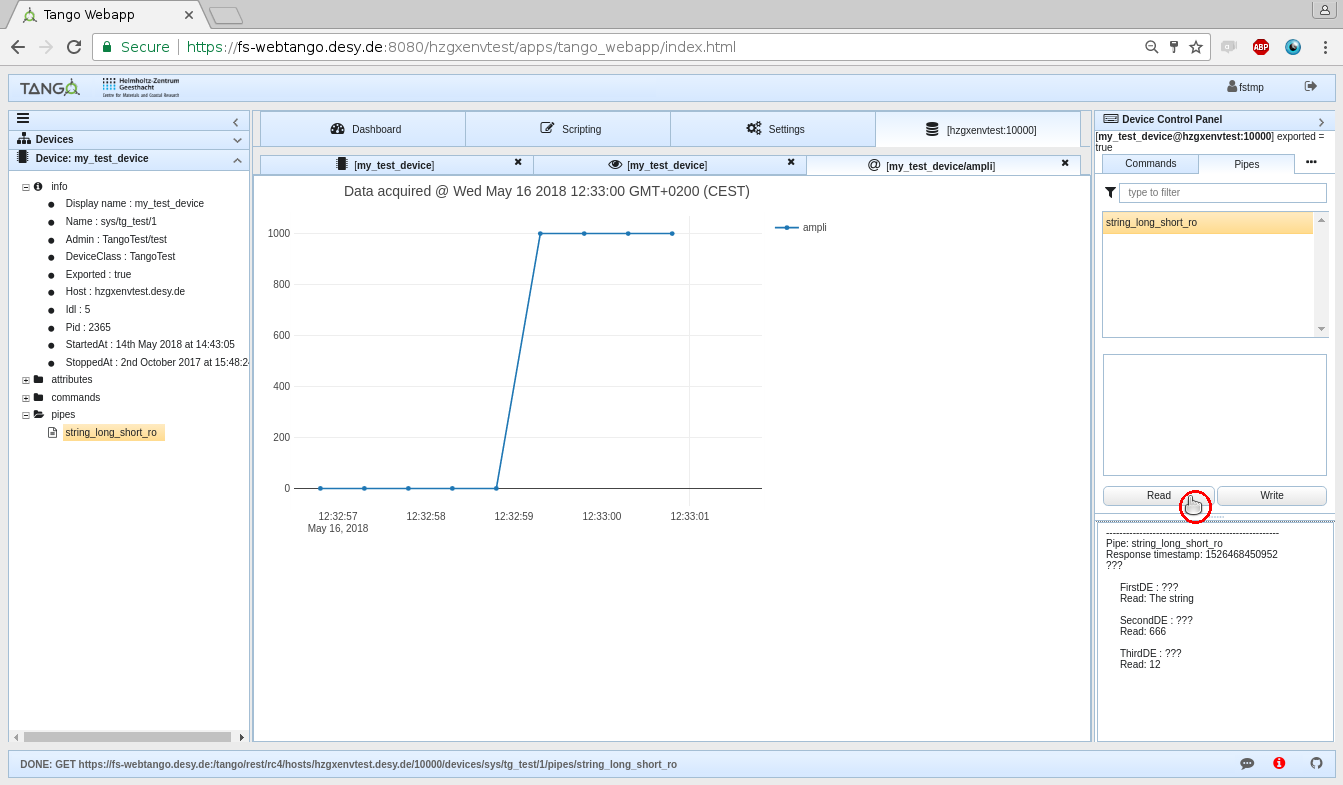 Tango Webapp
Secure https://fs-webtango.desy.de:8080/hzgxenvtest/apps/tango_webapp/index.html
ABP
TANGO
Helmholtz-Zentrum
Geesthacht
Centre for Materials and Coastal Research
fstmp
Devices
Device: my_test_device
info
Display name : my_test_device
Name : sys/tg_test/1
Admin : TangoTest/test
DeviceClass : TangoTest
Exported : true
Host : hzgxenvtest.desy.de
Idl : 5
Pid : 2365
StartedAt : 14th May 2018 at 14:43:05
StoppedAt : 2nd October 2017 at 15:48:24
attributes
commands
pipes
string_long_short_ro
Dashboard Scripting Settings [hzgxenvtest:10000]
[my_test_device] [my_test_device] @ [my_test_device/ampli]
Data acquired @ Wed May 16 2018 12:33:00 GMT+0200 (CEST)
ampli
1000
800
600
400
200
0
12:32:57 12:32:58 12:32:59 12:33:00 12:33:01
May 16, 2018
Device Control Panel
[my_test_device@hzgxenvtest:10000] exported =
true
Commands Pipes •••
type to filter
string_long_short_ro
Read Write
----------------------------------------------------
Pipe: string_long_short_ro
Response timestamp: 1526468450952
???
FirstDE : ???
Read: The string
SecondDE : ???
Read: 666
ThirdDE : ???
Read: 12
DONE: GET https://fs-webtango.desy.de:/tango/rest/rc4/hosts/hzgxenvtest.desy.de/10000/devices/sys/tg_test/1/pipes/string_long_short_ro